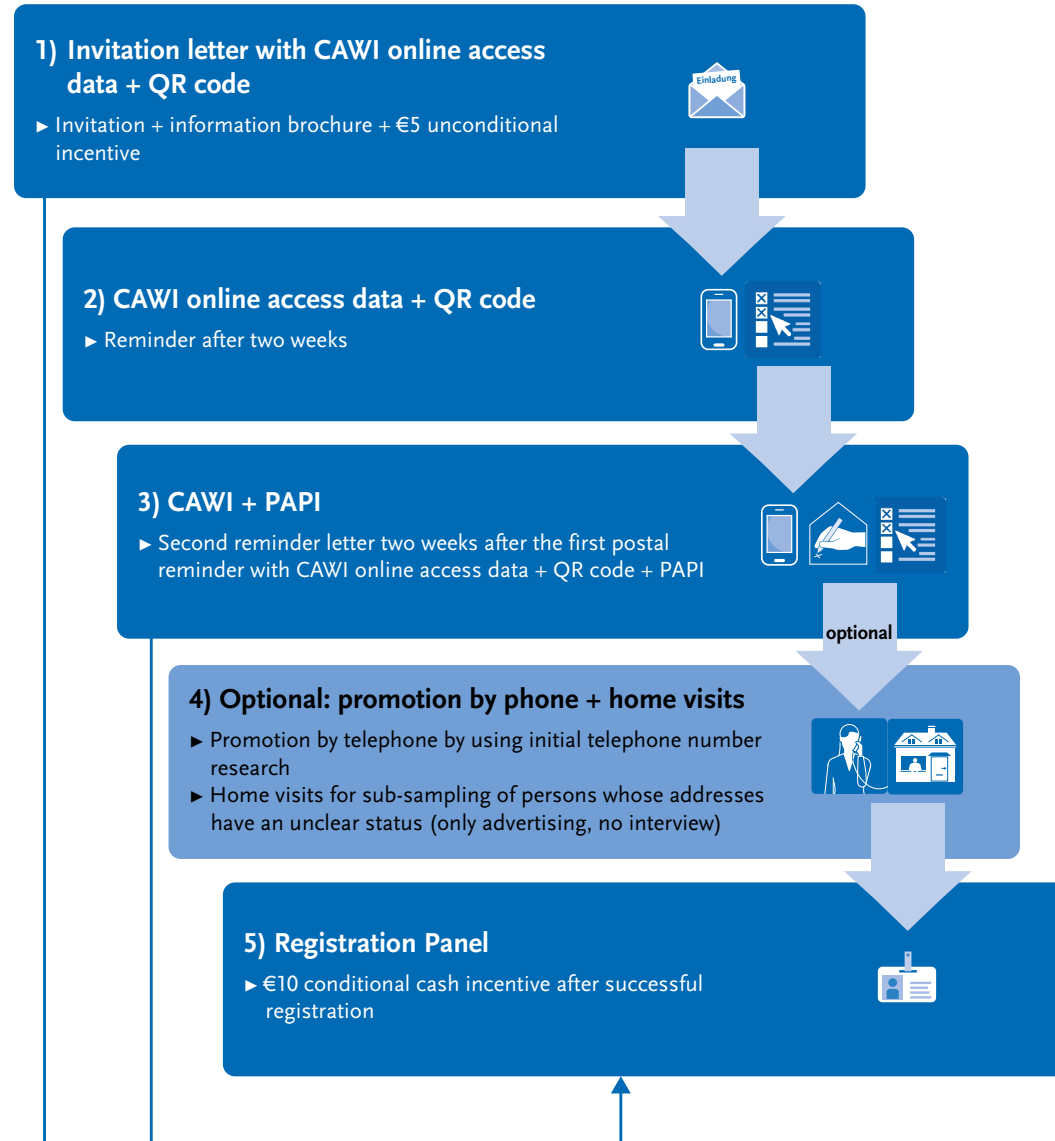 1) Invitation letter with CAWI online access
data + QR code
► Invitation + information brochure + €5 unconditional
incentive
Einladung
2) CAWI online access data + QR code
► Reminder after two weeks
3) CAWI + PAPI
► Second reminder letter two weeks after the first postal
reminder with CAWI online access data + QR code + PAPI
optional
4) Optional: promotion by phone + home visits
► Promotion by telephone by using initial telephone number
research
► Home visits for sub-sampling of persons whose addresses
have an unclear status (only advertising, no interview)
5) Registration Panel
► €10 conditional cash incentive after successful
registration